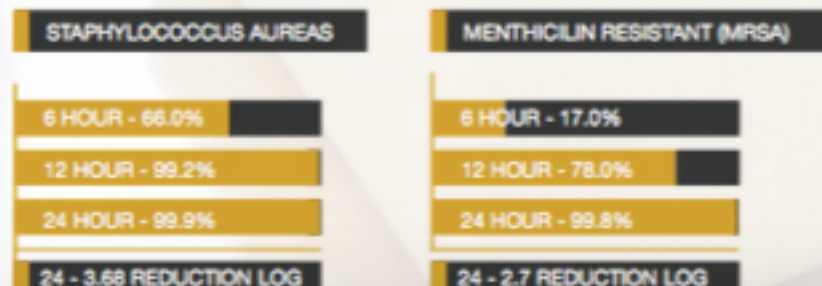 STAPHYLOCOCCUS AUREAS
6 HOUR - 66.0%
12 HOUR - 99.2%
24 HOUR - 99.9%
24 - 3.68 REDUCTION LOG
MENTHICILIN RESISTANT (MRSA)
6 HOUR - 17.0%
12 HOUR - 78.0%
24 HOUR - 99.8%
24 - 2.7 REDUCTION LOG